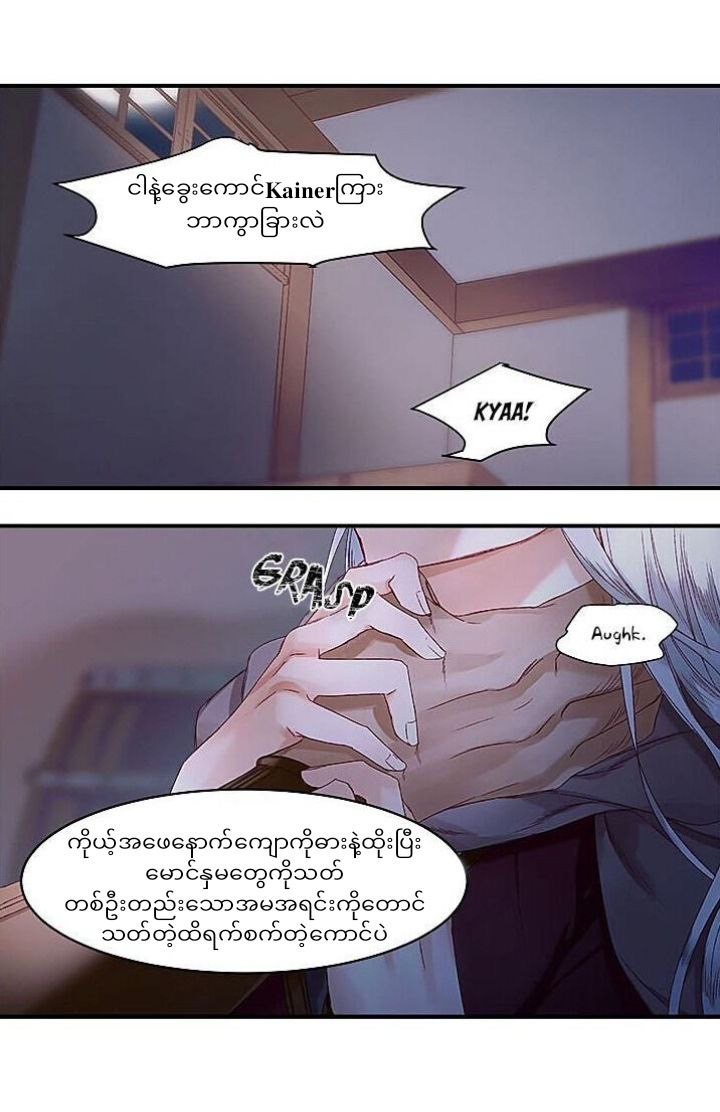 ငါနဲ့ခွေးကောင်Kainerကြား
ဘာကွာခြားလဲ
KYAA!
GRASP
Aughk.
ကိုယ့်အဖေနောက်ကျောကိုဓားနဲ့ထိုးပြီး
မောင်နှမတွေကိုသတ်
တစ်ဦးတည်းသောအမအရင်းကိုတောင်
သတ်တဲ့ထိရက်စက်တဲ့ကောင်ပဲ